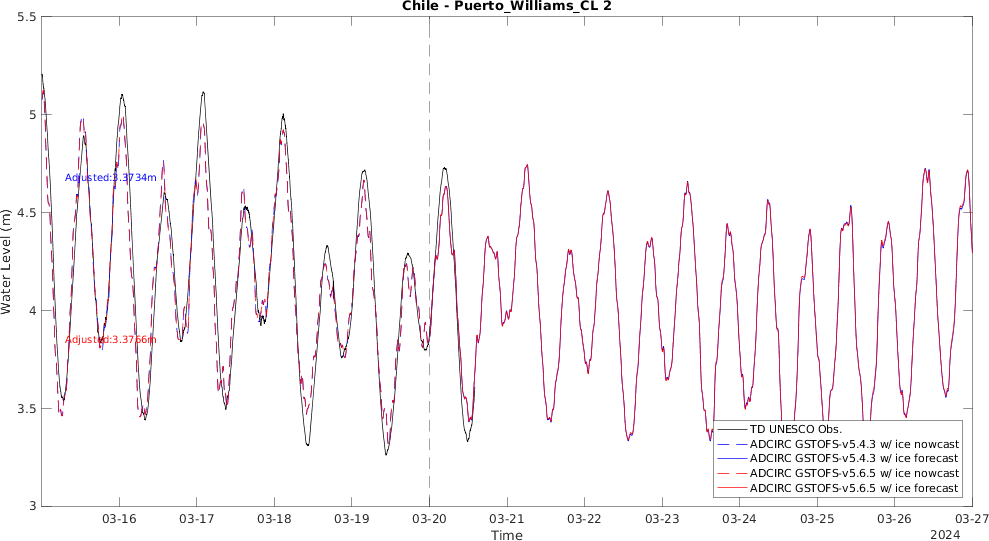 Chile - Puerto_Williams_CL 2
5.5
5
4.5
4
3.5
3
Water Level (m)
Adjusted:3.3734m
Adjusted:3.3766m
TD UNESCO Obs.
ADCIRC GSTOFS-v5.4.3 w/ ice nowcast
ADCIRC GSTOFS-v5.4.3 w/ ice forecast
ADCIRC GSTOFS-v5.6.5 w/ ice nowcast
ADCIRC GSTOFS-v5.6.5 w/ ice forecast
03-16 03-17 03-18 03-19 03-20 03-21 03-22 03-23 03-24 03-25 03-26 03-27
Time
2024